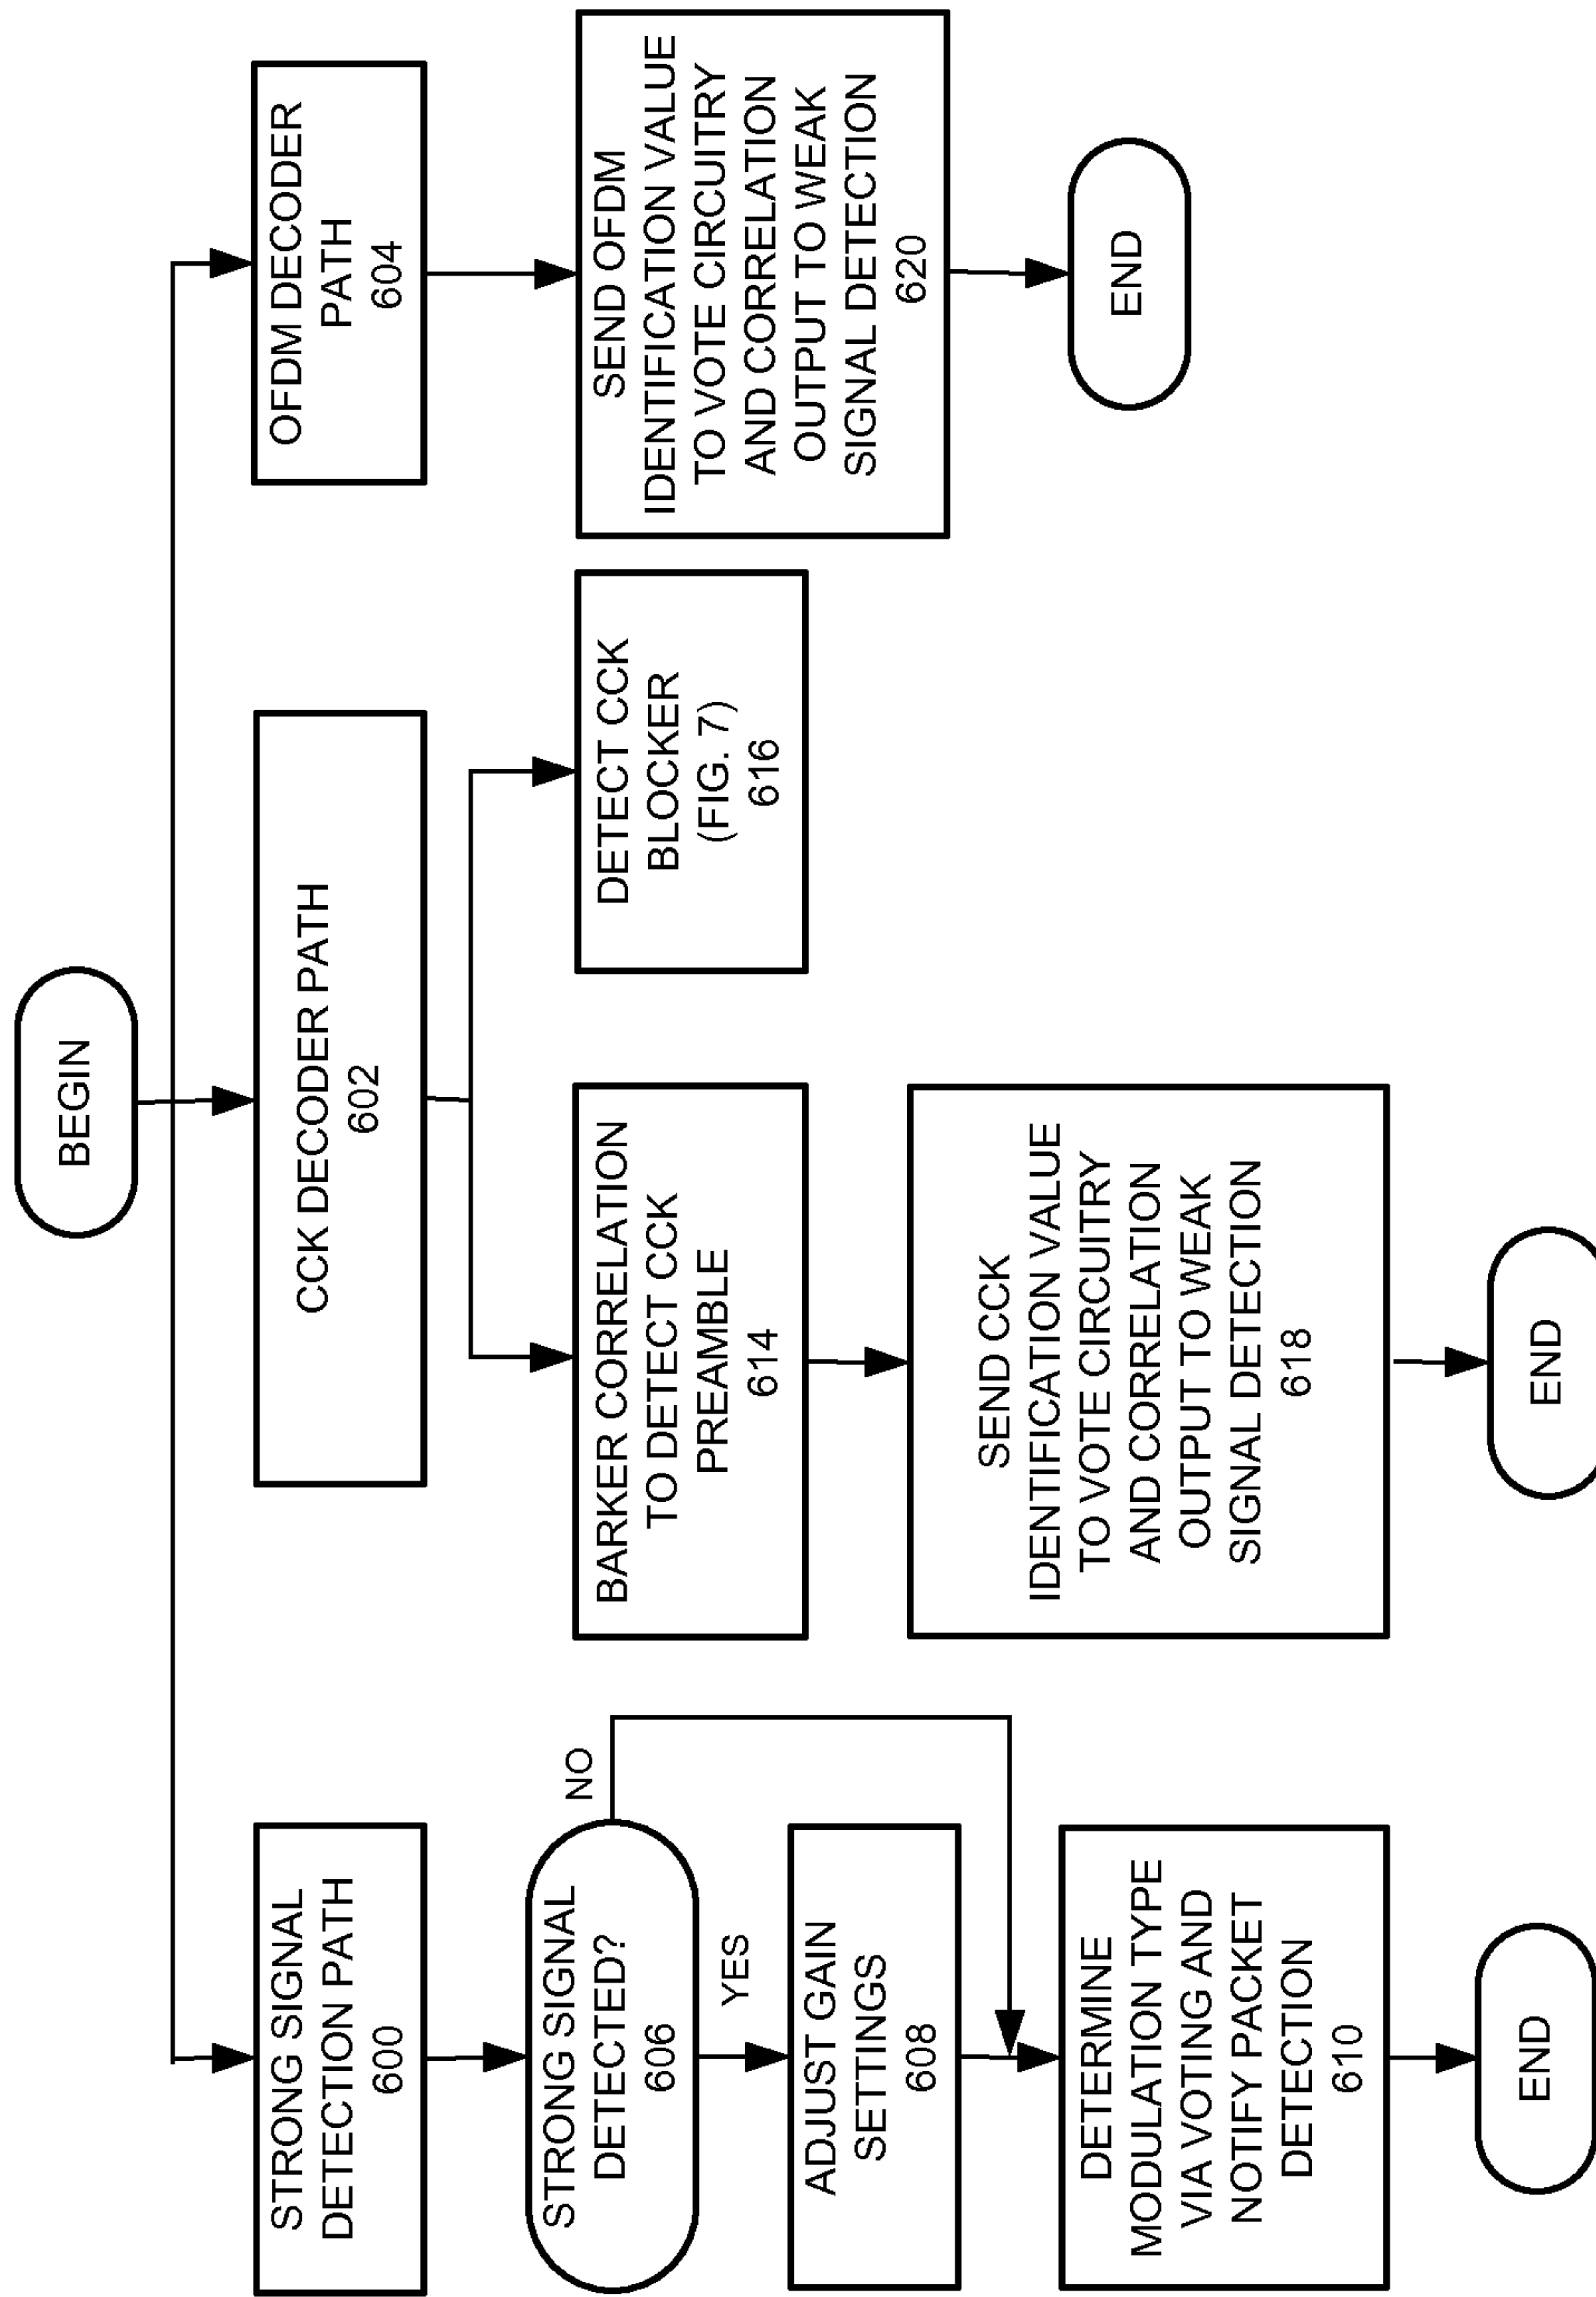 BEGIN
STRONG SIGNAL
DETECTION PATH
600
CCK DECODER PATH
602
OFDM DECODER
PATH
604
STRONG SIGNAL
DETECTED?
606
NO
YES
ADJUST GAIN
SETTINGS
608
DETERMINE
MODULATION TYPE
VIA VOTING AND
NOTIFY PACKET
DETECTION
610
END
BARKER CORRELATION
TO DETECT CCK
PREAMBLE
614
SEND CCK
IDENTIFICATION VALUE
TO VOTE CIRCUITRY
AND CORRELATION
OUTPUT TO WEAK
SIGNAL DETECTION
618
END
DETECT CCK
BLOCKER
(FIG. 7)
616
SEND OFDM
IDENTIFICATION VALUE
TO VOTE CIRCUITRY
AND CORRELATION
OUTPUT TO WEAK
SIGNAL DETECTION
620
END